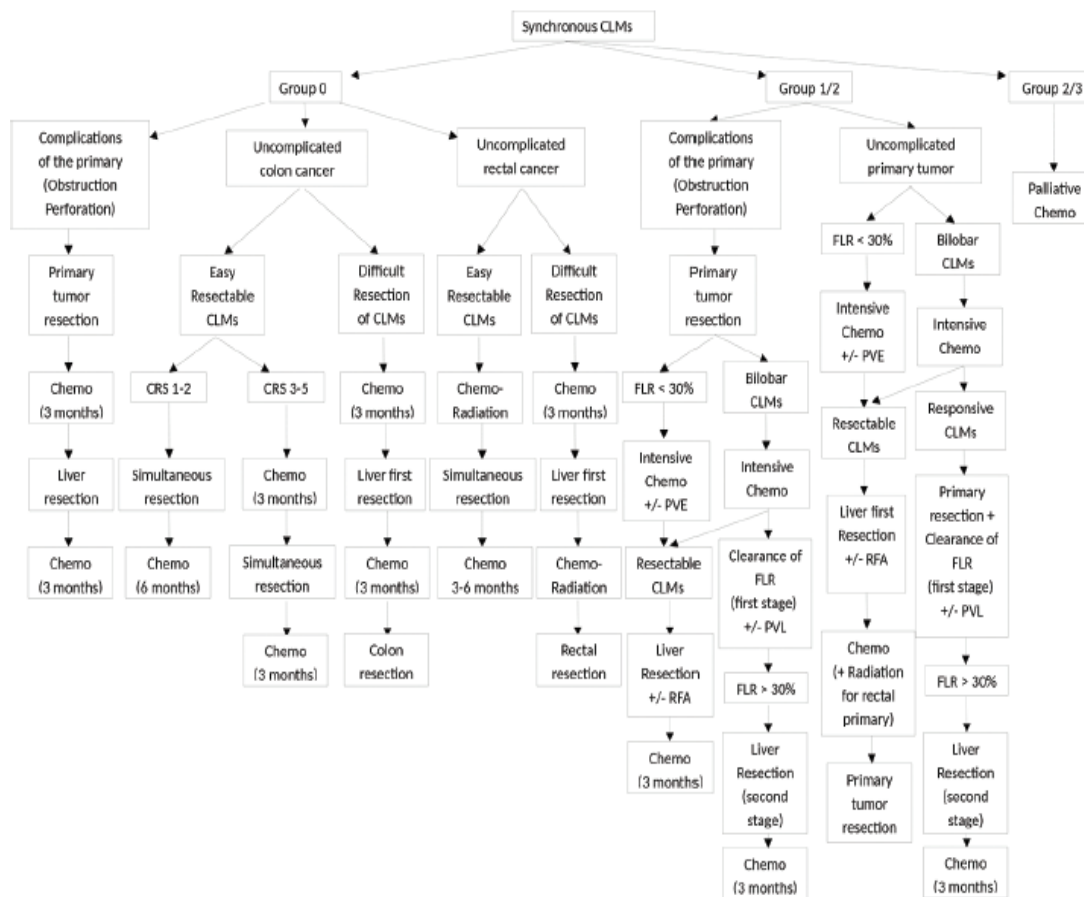 Synchronous CLMs
Group 0
Group 1/2
Group 2/3
Complications
of the primary
(Obstruction
Perforation)
Uncomplicated
colon cancer
Uncomplicated
rectal cancer
Complications
of the primary
(Obstruction
Perforation)
Uncomplicated
primary tumor
Palliative
Chemo
Primary
tumor
resection
Easy
Resectable
CLMs
Difficult
Resection
of CLMs
Easy
Resectable
CLMs
Difficult
Resection
of CLMs
Primary
tumor
resection
FLR < 30%
Bilobar
CLMs
Intensive
Chemo
+/- PVE
Intensive
Chemo
Chemo
(3 months)
CRS 1-2
CRS 3-5
Chemo
(3 months)
Chemo-
Radiation
Chemo
(3 months)
FLR < 30%
Bilobar
CLMs
Resectable
CLMs
Responsive
CLMs
Liver
resection
Simultaneous
resection
Chemo
(3 months)
Liver first
resection
Simultaneous
resection
Liver first
resection
Intensive
Chemo
+/- PVE
Intensive
Chemo
Liver first
Resection
+/- RFA
Primary
resection +
Clearance of
FLR
(first stage)
+/- PVL
Chemo
(3 months)
Chemo
(6 months)
Simultaneous
resection
Chemo
(3 months)
Chemo
3-6 months
Chemo-
Radiation
Resectable
CLMs
Clearance of
FLR
(first stage)
+/- PVL
Chemo
(3 months)
Colon
resection
Rectal
resection
Liver
Resection
+/- RFA
FLR > 30%
Chemo
(+ Radiation
for rectal
primary)
FLR > 30%
Chemo
(3 months)
Liver
Resection
(second
stage)
Primary
tumor
resection
Liver
Resection
(second
stage)
Chemo
(3 months)
Chemo
(3 months)